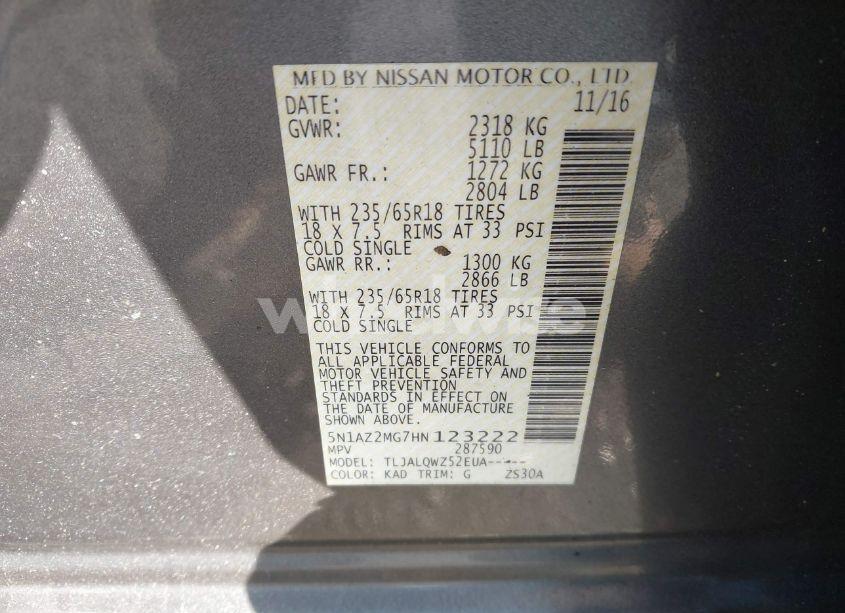 MFD BY NISSAN MOTOR CO., LTD.
DATE: 11/16
GVWR: 2318 KG
5110 LB
GAWR FR.: 1272 KG
2804 LB
WITH 235/65R18 TIRES
18 X 7.5 RIMS AT 33 PSI
COLD SINGLE
GAWR RR.: 1300 KG
2866 LB
WITH 235/65R18 TIRES
18 X 7.5 RIMS AT 33 PSI
COLD SINGLE
THIS VEHICLE CONFORMS TO
ALL APPLICABLE FEDERAL
MOTOR VEHICLE SAFETY AND
THEFT PREVENTION
STANDARDS IN EFFECT ON
THE DATE OF MANUFACTURE
SHOWN ABOVE.
5N1AZ2MG7HN123222
MPV 287590
MODEL: TLJALQWZ52EUA-----
COLOR: KAD TRIM: G ZS30A